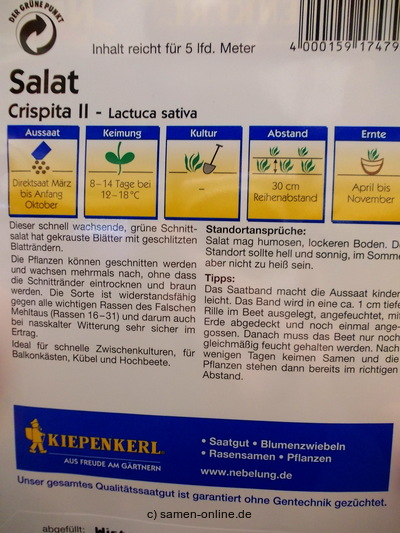 DER GRÜNE PUNKT
Inhalt reicht für 5 lfd. Meter
4 000159 17479
Salat
Crispita II - Lactuca sativa
Aussaat
Keimung
Kultur
Abstand
Ernte
Direktsaat März
bis Anfang
Oktober
8–14 Tage bei
12–18°C
–
30 cm
Reihenabstand
April bis
November
Dieser schnell wachsende, grüne Schnitt-
salat hat gekrauste Blätter mit geschlitzten
Blatträndern.
Die Pflanzen können geschnitten werden
und wachsen mehrmals nach, ohne dass
die Schnittränder eintrocknen und braun
werden. Die Sorte ist widerstandsfähig
gegen alle wichtigen Rassen des Falschen
Mehltaus (Rassen 16–31) und darum auch
bei nasskalter Witterung sehr sicher im
Ertrag.
Ideal für schnelle Zwischenkulturen, für
Balkonkästen, Kübel und Hochbeete.
Standortansprüche:
Salat mag humosen, lockeren Boden. De
Standort sollte hell und sonnig, im Somme
aber nicht zu heiß sein.
Tipps:
Das Saatband macht die Aussaat kinder
leicht. Das Band wird in eine ca. 1 cm tief
Rille im Beet ausgelegt, angefeuchtet, mit
Erde abgedeckt und noch einmal ange-
gossen. Danach muss das Beet nur noch
gleichmäßig feucht gehalten werden. Nach
wenigen Tagen keimen Samen und die
Pflanzen stehen dann bereits im richtigen
Abstand.
KIEPENKERL
AUS FREUDE AM GÄRTNERN
• Saatgut • Blumenzwiebeln
• Rasensamen • Pflanzen
www.nebelung.de
Unser gesamtes Qualitätssaatgut ist garantiert ohne Gentechnik gezüchtet.
c) samen-online.de
abgefüllt: